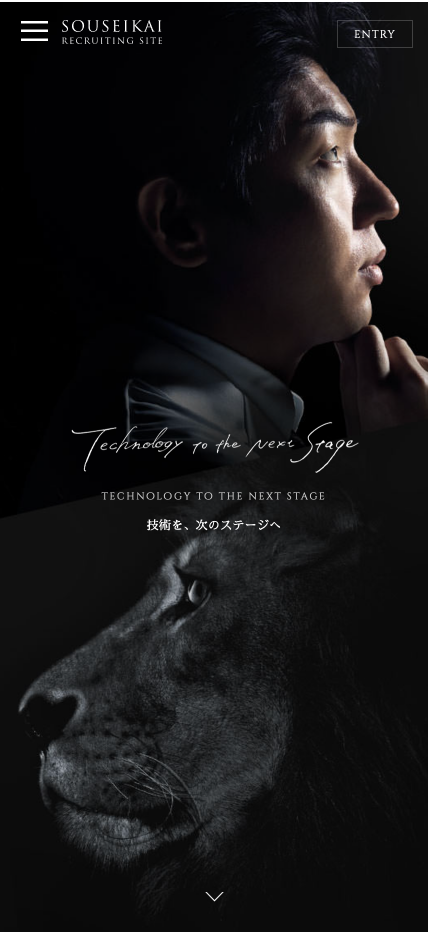 SOUSEIKAI
RECRUITING SITE
ENTRY
Technology to the next Stage
TECHNOLOGY TO THE NEXT STAGE
技術を、次のステージへ